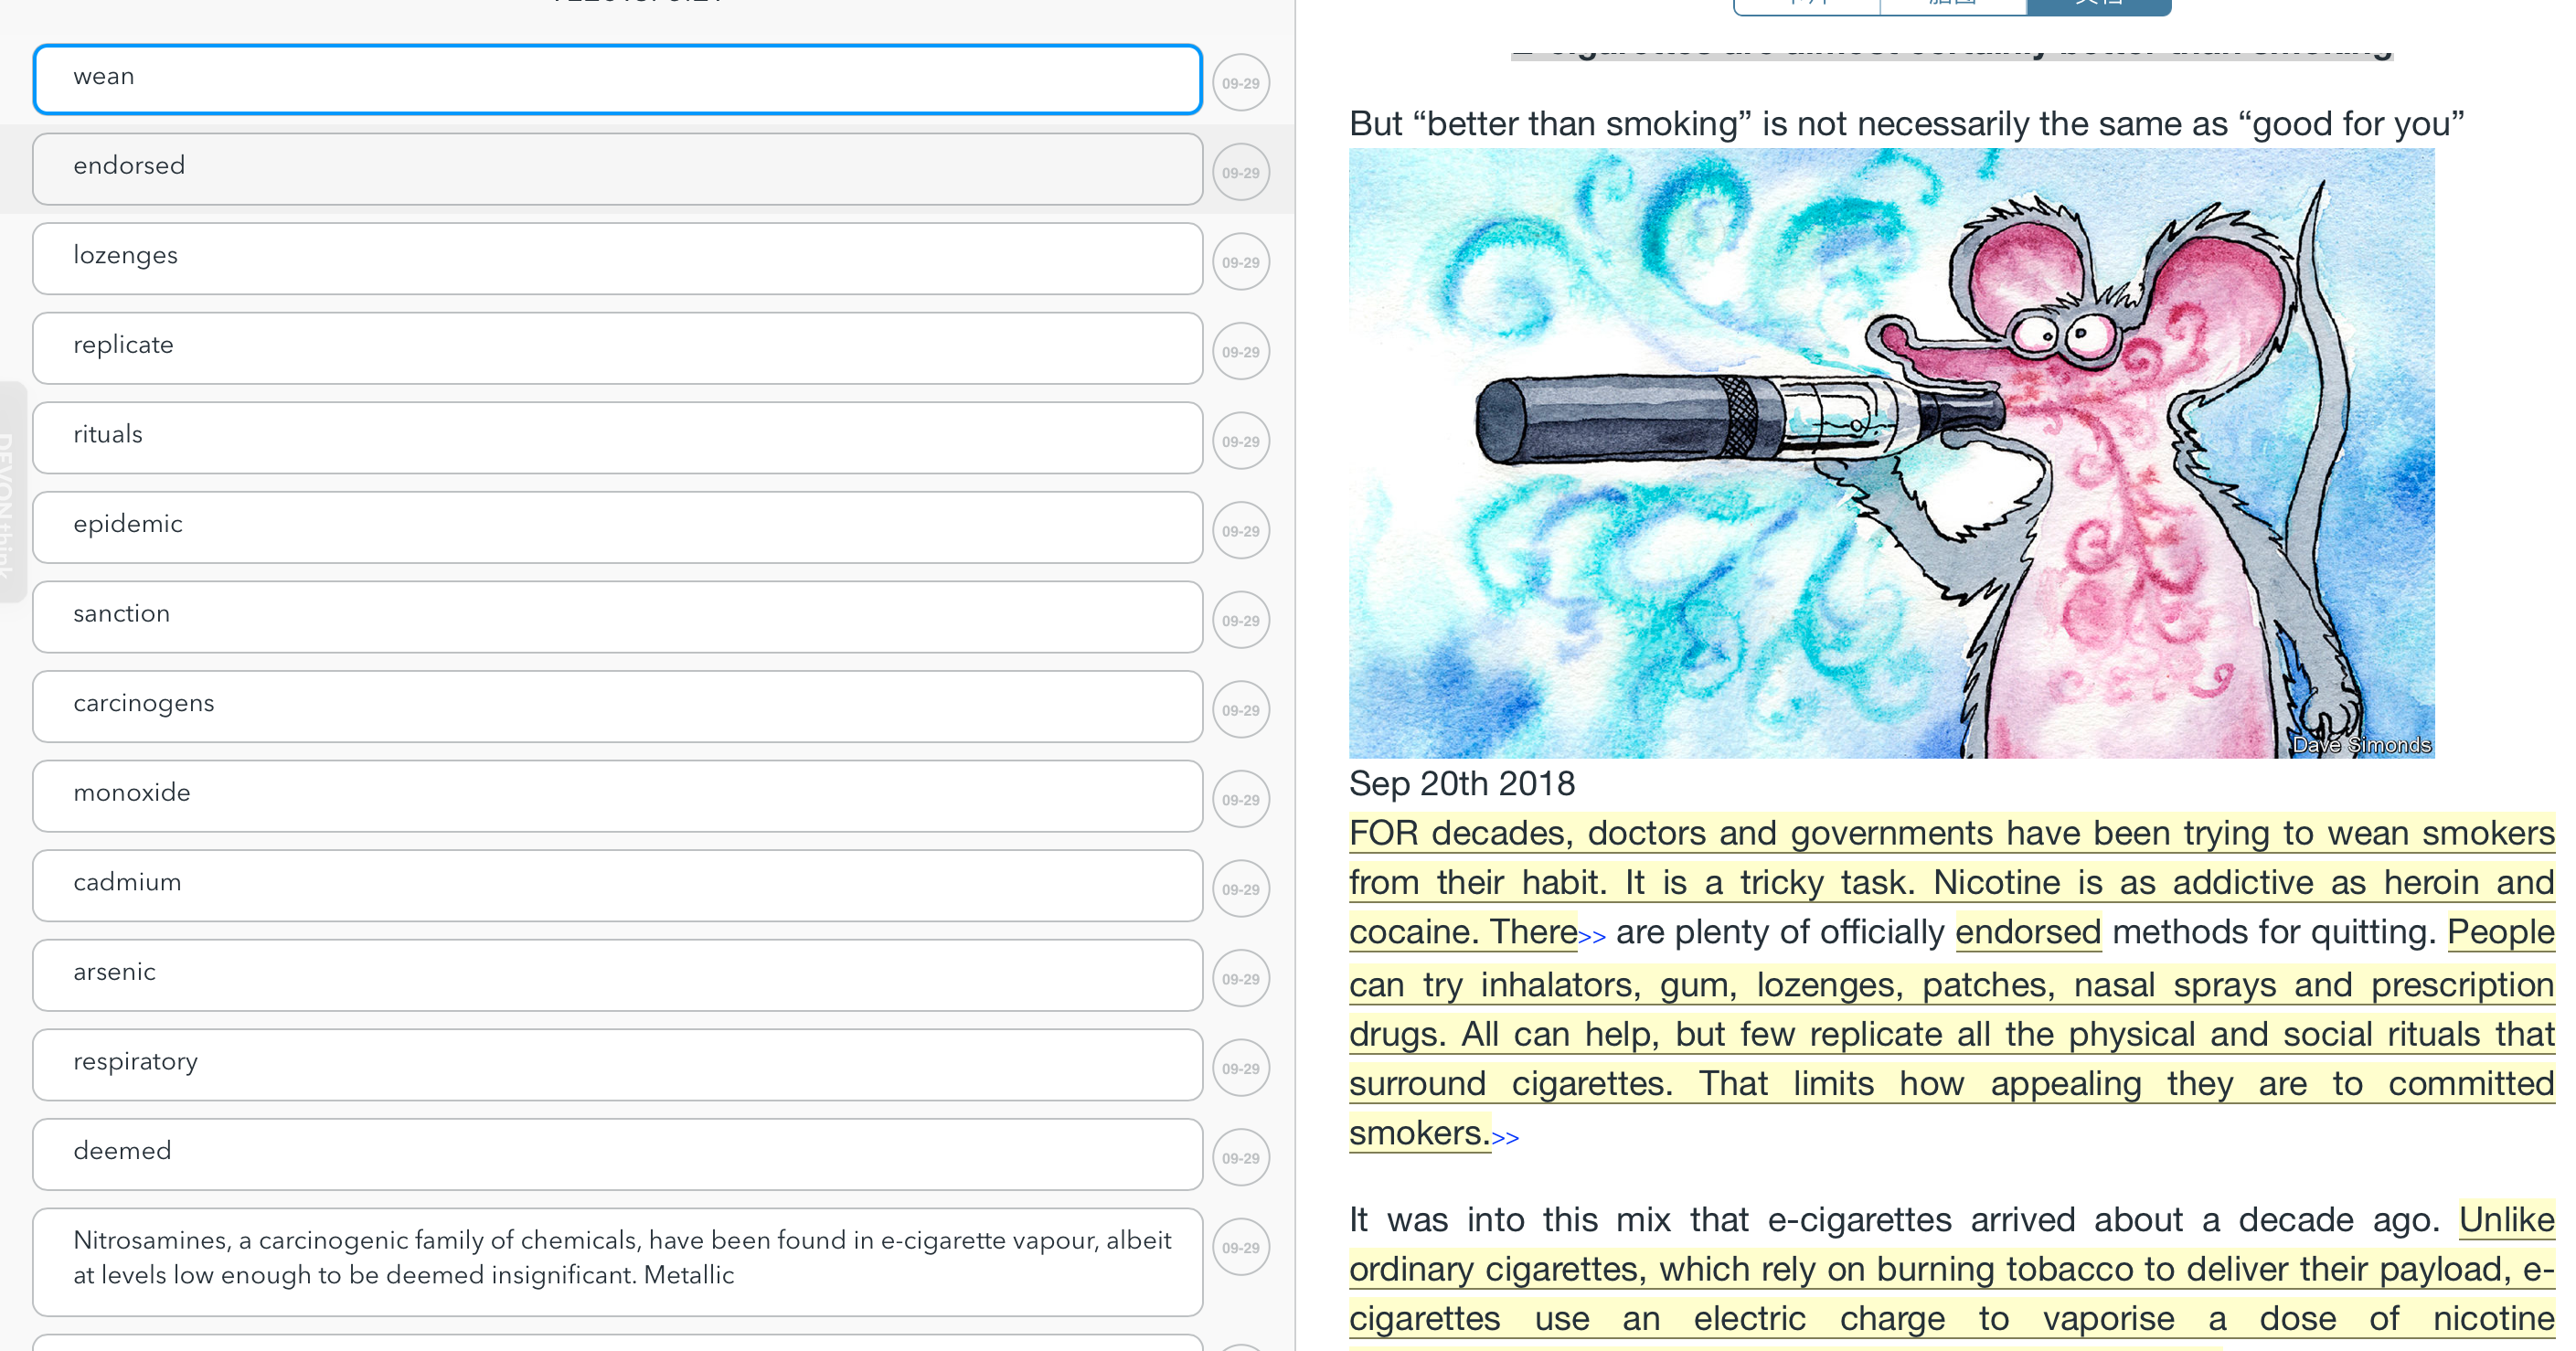 wean
09-29
endorsed
09-29
lozenges
09-29
replicate
09-29
rituals
09-29
epidemic
09-29
sanction
09-29
carcinogens
09-29
monoxide
09-29
cadmium
09-29
arsenic
09-29
respiratory
09-29
deemed
09-29
Nitrosamines, a carcinogenic family of chemicals, have been found in e-cigarette vapour, albeit
at levels low enough to be deemed insignificant. Metallic
09-29
DEVONthink
E-cigarettes are almost certainly better than smoking
But “better than smoking” is not necessarily the same as “good for you”
Dave Simonds
Sep 20th 2018
FOR decades, doctors and governments have been trying to wean smokers
from their habit. It is a tricky task. Nicotine is as addictive as heroin and
cocaine. There>> are plenty of officially endorsed methods for quitting. People
can try inhalators, gum, lozenges, patches, nasal sprays and prescription
drugs. All can help, but few replicate all the physical and social rituals that
surround cigarettes. That limits how appealing they are to committed
smokers.>>
It was into this mix that e-cigarettes arrived about a decade ago. Unlike
ordinary cigarettes, which rely on burning tobacco to deliver their payload, e-
cigarettes use an electric charge to vaporise a dose of nicotine